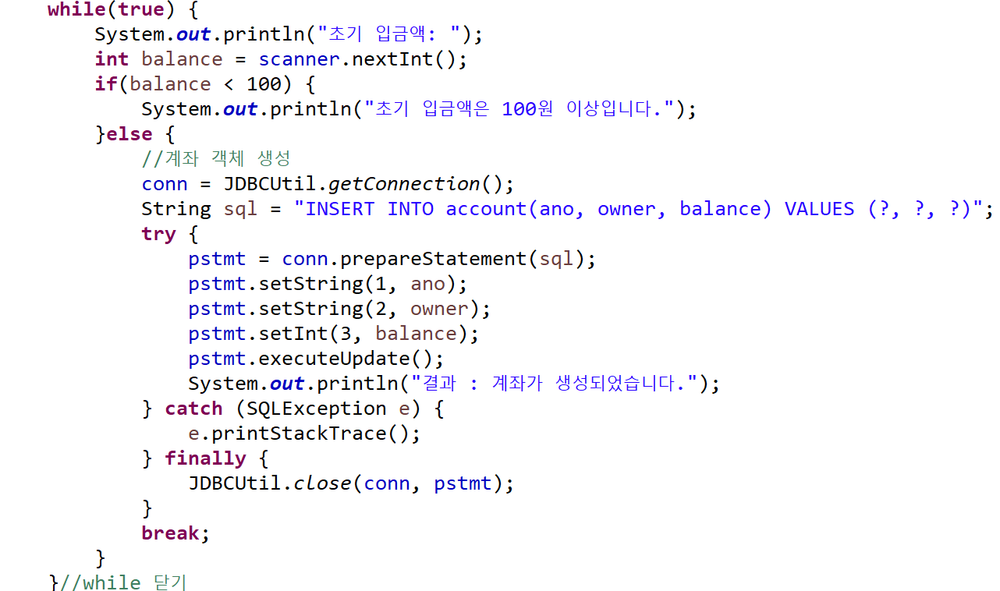 while(true) {
    System.out.println("초기 입금액: ");
    int balance = scanner.nextInt();
    if(balance < 100) {
        System.out.println("초기 입금액은 100원 이상입니다.");
    }else {
        //계좌 객체 생성
        conn = JDBCUtil.getConnection();
        String sql = "INSERT INTO account(ano, owner, balance) VALUES (?, ?, ?)";
        try {
            pstmt = conn.prepareStatement(sql);
            pstmt.setString(1, ano);
            pstmt.setString(2, owner);
            pstmt.setInt(3, balance);
            pstmt.executeUpdate();
            System.out.println("결과 : 계좌가 생성되었습니다.");
        } catch (SQLException e) {
            e.printStackTrace();
        } finally {
            JDBCUtil.close(conn, pstmt);
        }
        break;
    }
}//while 닫기